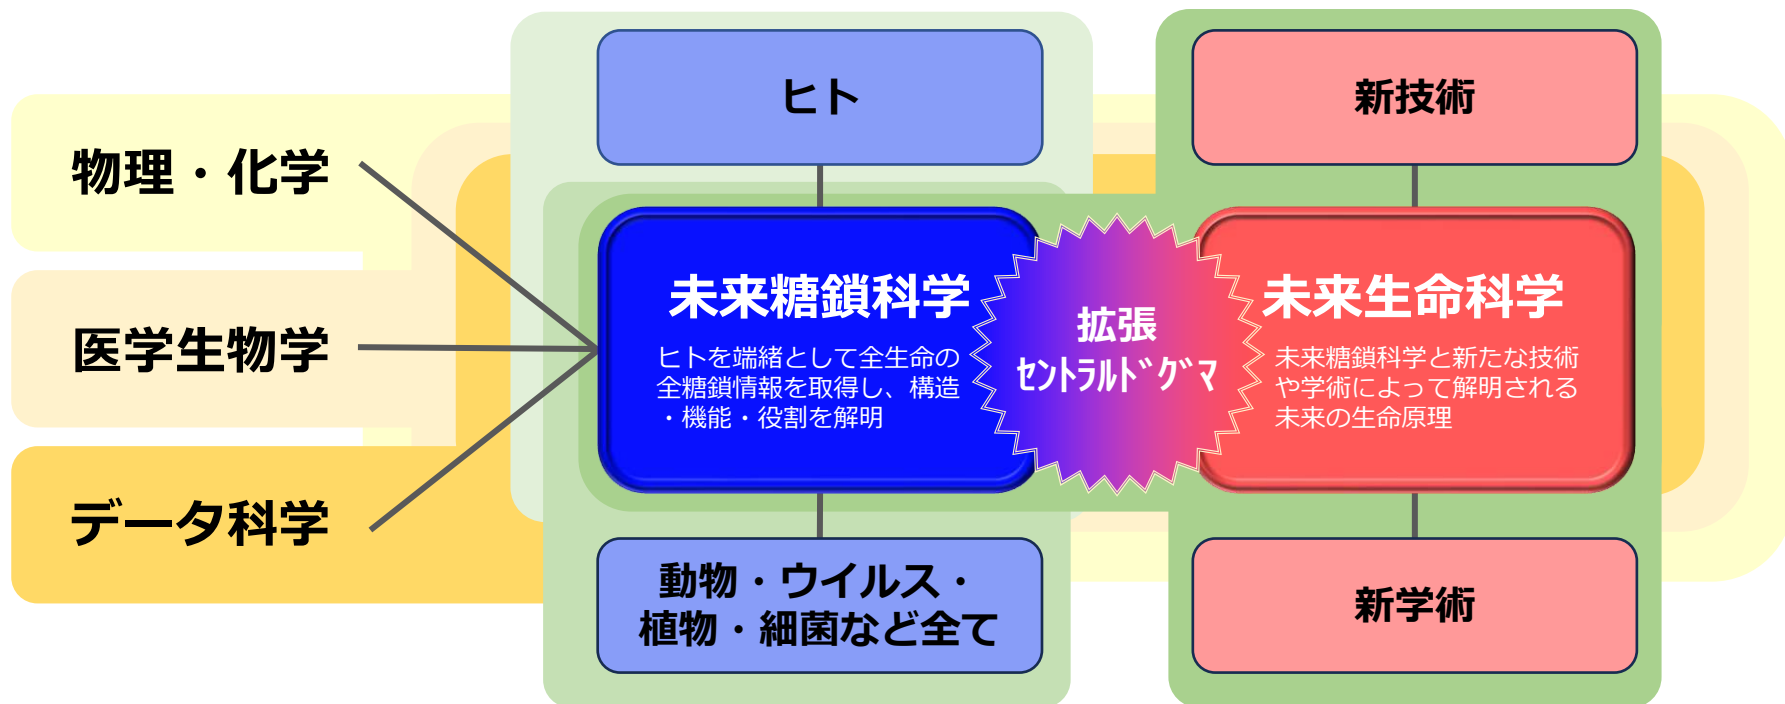 物理・化学
医学生物学
データ科学
ヒト
未来糖鎖科学
ヒトを端緒として全生命の
全糖鎖情報を取得し、構造
・機能・役割を解明
動物・ウイルス・
植物・細菌など全て
拡張
ｾﾝﾄﾗﾙﾄﾞｸﾞﾏ
新技術
未来生命科学
未来糖鎖科学と新たな技術
や学術によって解明される
未来の生命原理
新学術